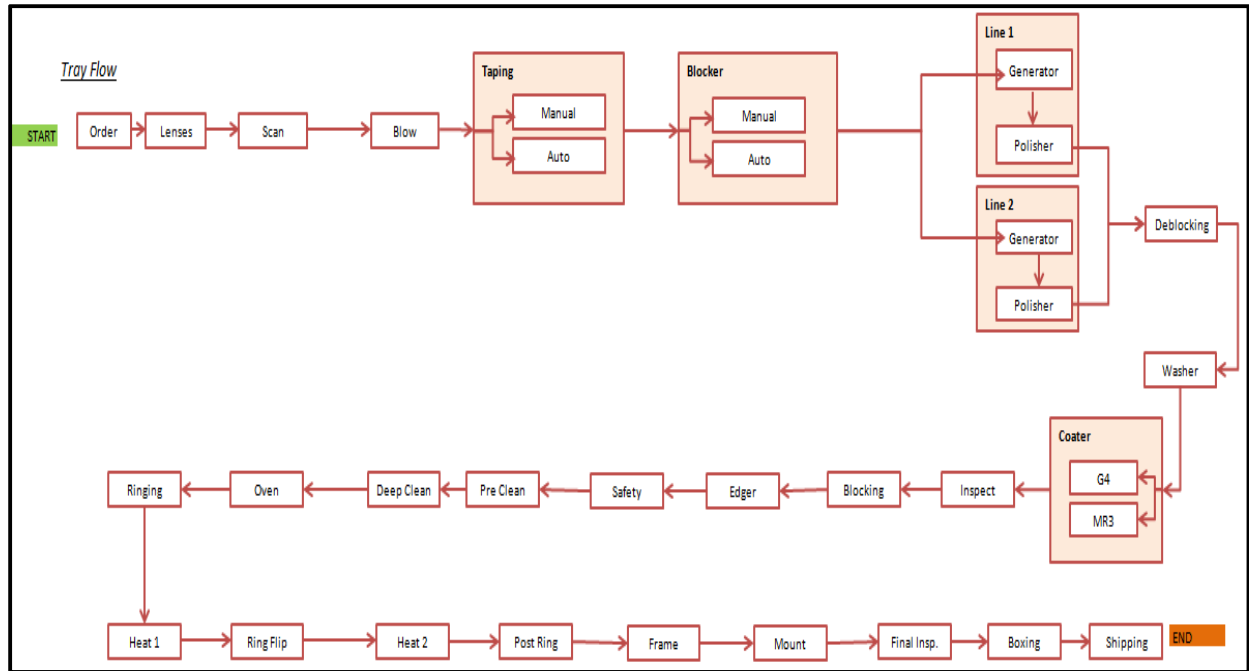 Tray Flow
START
Order
Lenses
Scan
Blow
Taping
Manual
Auto
Blocker
Manual
Auto
Line 1
Generator
Polisher
Line 2
Generator
Polisher
Deblocking
Washer
Coater
G4
MR3
Inspect
Blocking
Edger
Safety
Pre Clean
Deep Clean
Oven
Ringing
Heat 1
Ring Flip
Heat 2
Post Ring
Frame
Mount
Final Insp.
Boxing
Shipping
END